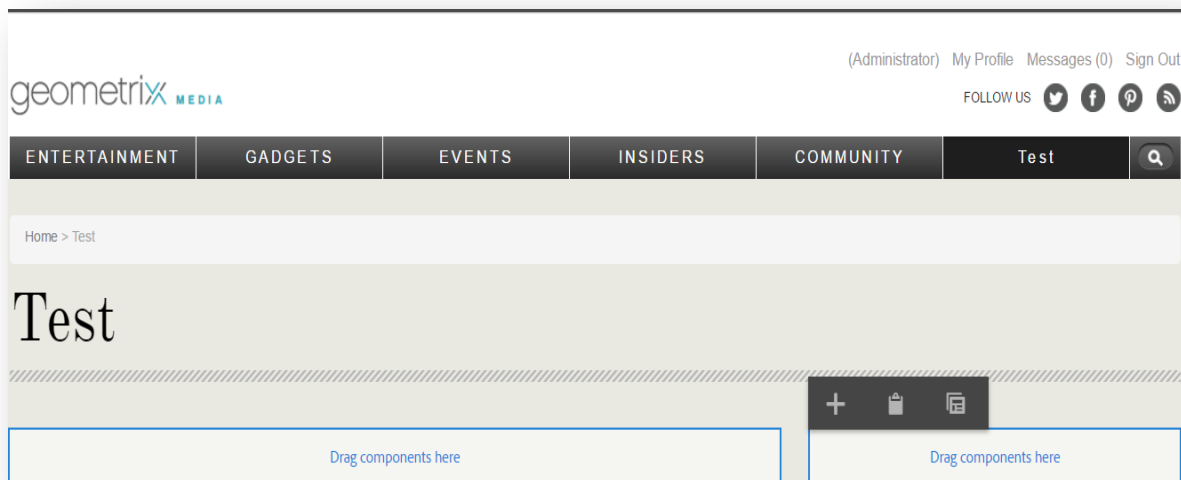 (Administrator) My Profile Messages (0) Sign Out
geometrixx MEDIA
FOLLOW US
ENTERTAINMENT GADGETS EVENTS INSIDERS COMMUNITY Test
Home > Test
Test
Drag components here Drag components here